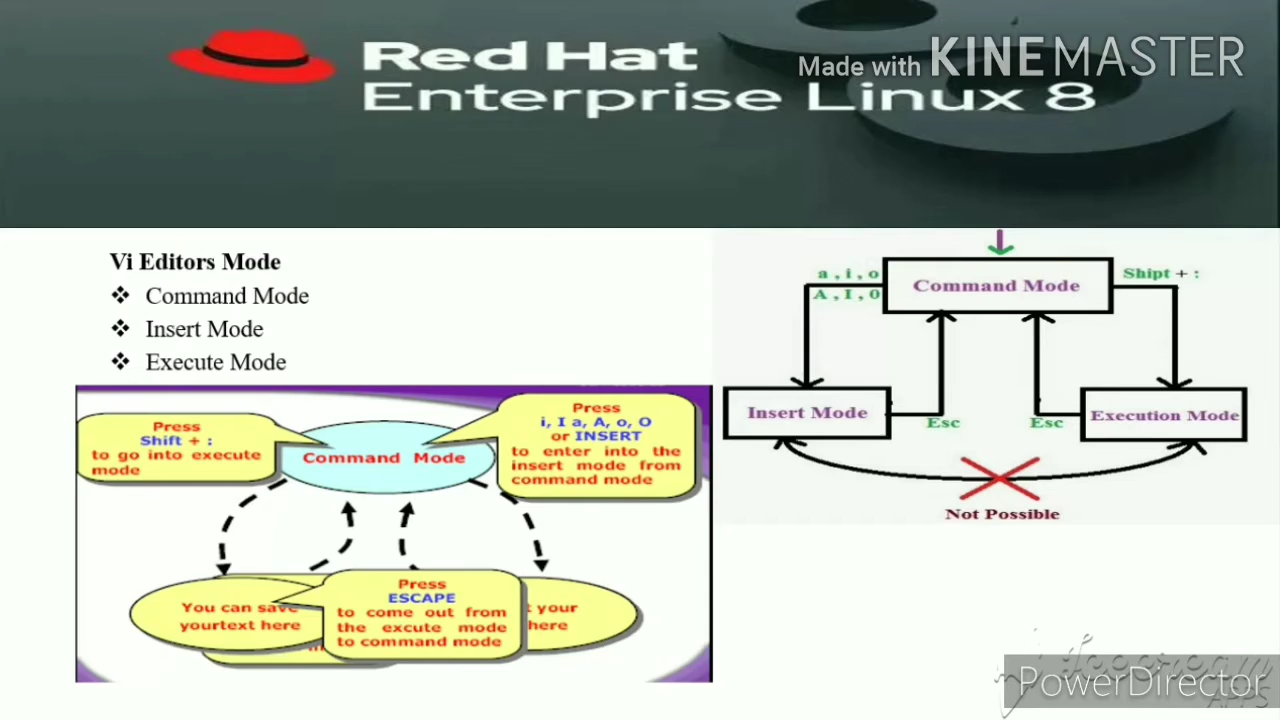 Red Hat
Enterprise Linux 8
Made with KINEMASTER
Vi Editors Mode
❖ Command Mode
❖ Insert Mode
❖ Execute Mode
Press
Shift + :
to go into execute
mode
Command Mode
Press
i, I a, A, o, O
or INSERT
to enter into the
insert mode from
command mode
You can save
yourtext here
Press
ESCAPE
to come out from
the excute mode
to command mode
t your
here
a , i , o
A , I , 0
Command Mode
Shipt + :
Insert Mode
Esc
Esc
Execution Mode
Not Possible
PowerDirector